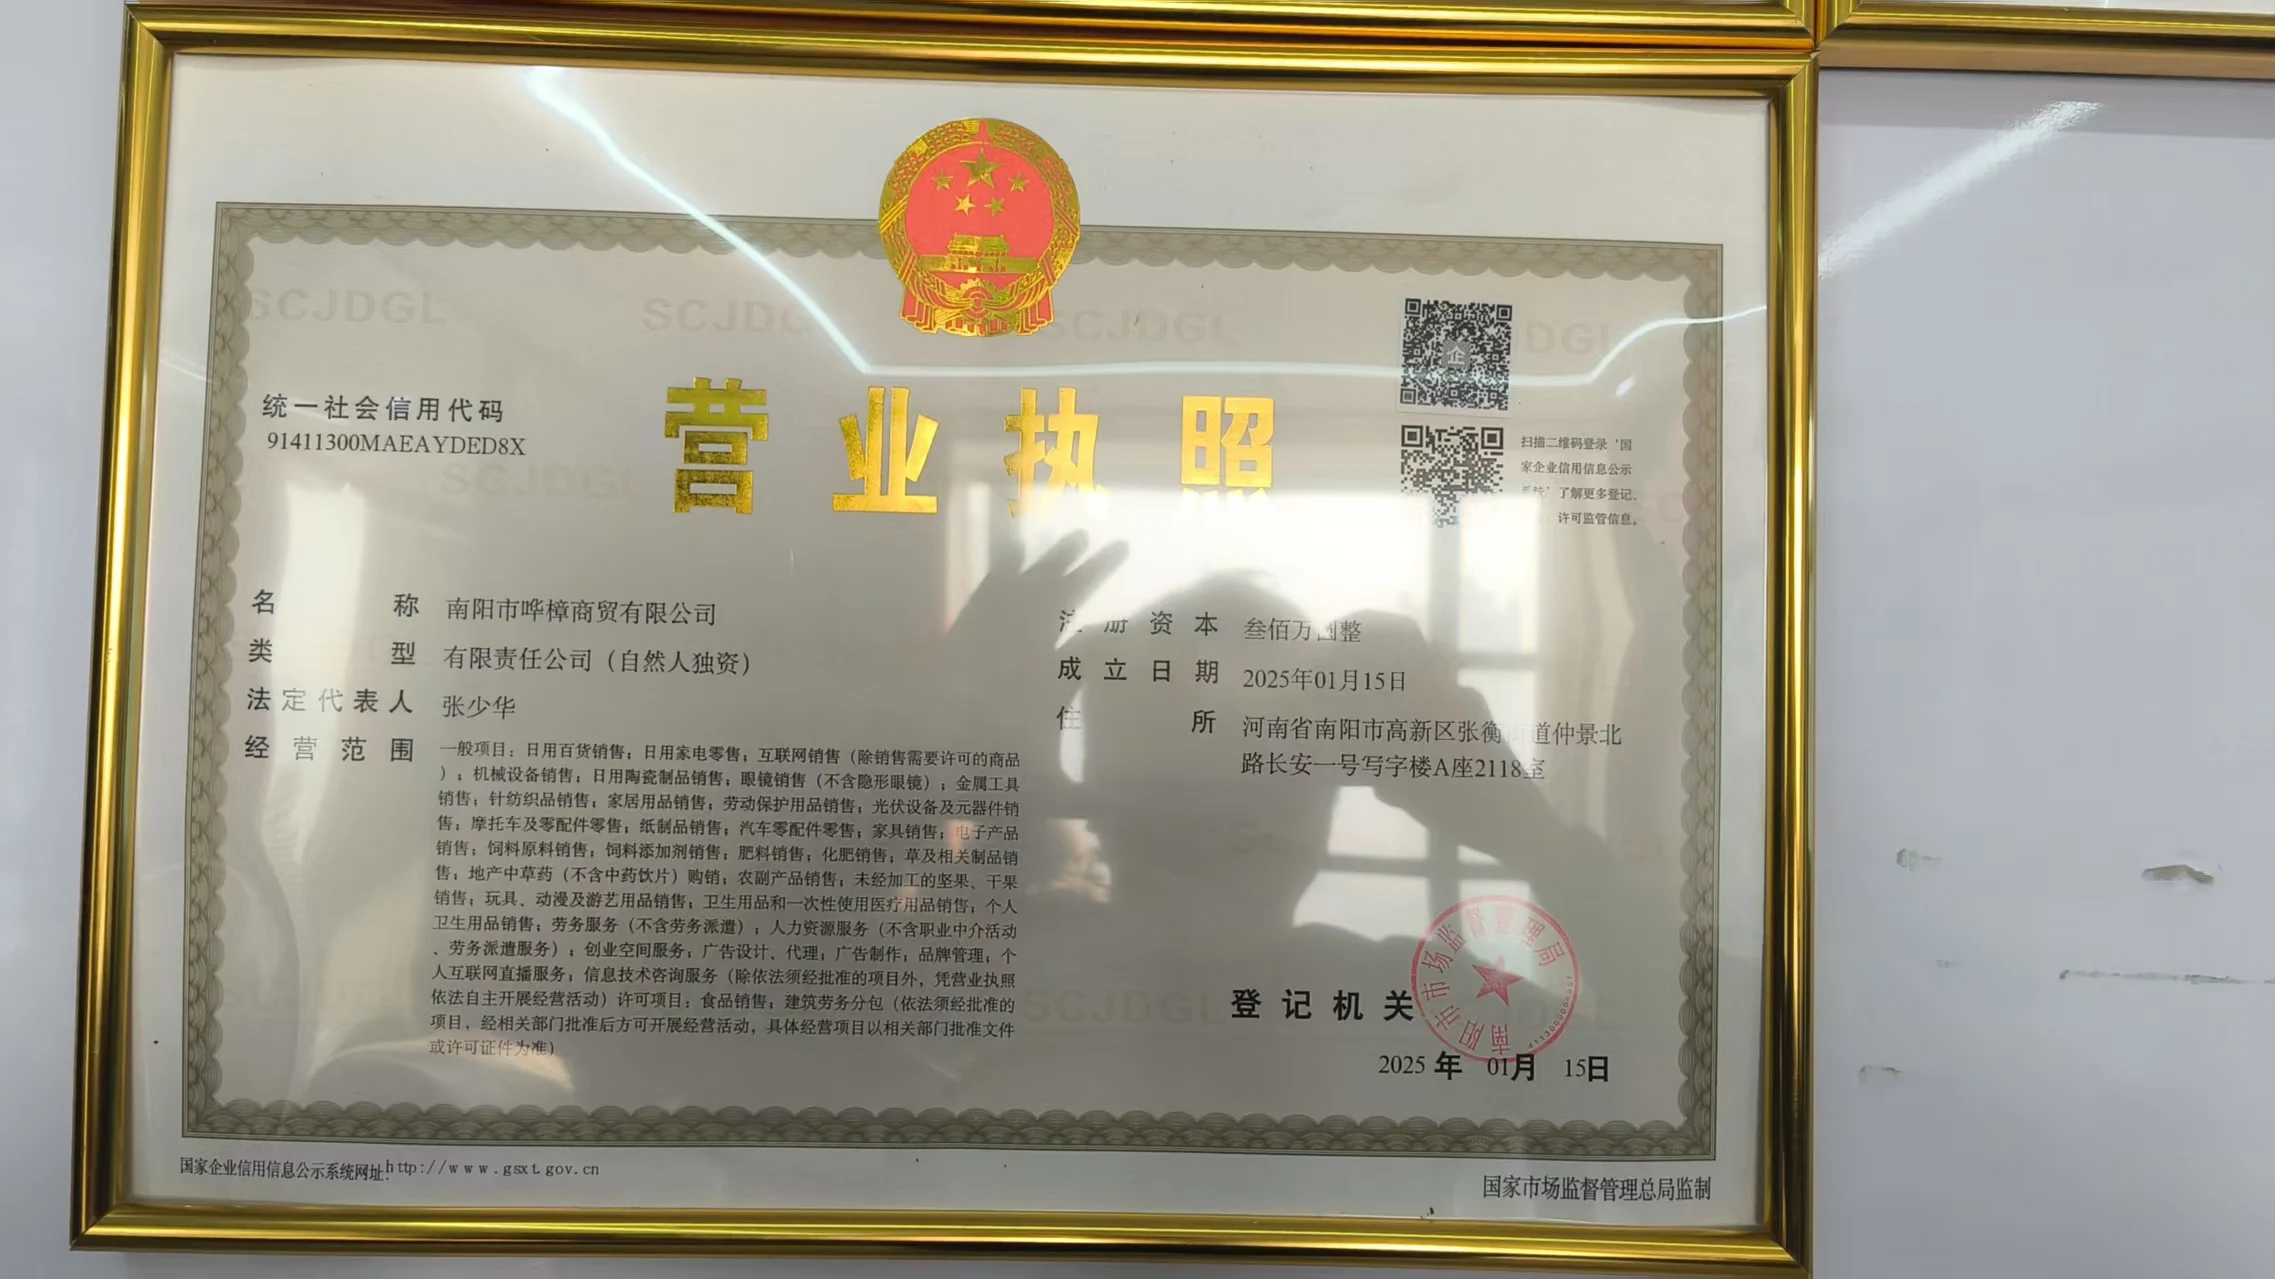 统一社会信用代码
91411300MAEAYDED8X
营业执照
企
扫描二维码登录‘国
家企业信用信息公示
系统’了解更多登记、
许可监管信息。
名称 南阳市哗樟商贸有限公司
类型 有限责任公司（自然人独资）
法定代表人 张少华
经营范围 一般项目：日用百货销售；日用家电零售；互联网销售（除销售需要许可的商品
）；机械设备销售；日用陶瓷制品销售；眼镜销售（不含隐形眼镜）；金属工具
销售；针纺织品销售；家居用品销售；劳动保护用品销售；光伏设备及元器件销
售；摩托车及零配件零售；纸制品销售；汽车零配件零售；家具销售；电子产品
销售；饲料原料销售；饲料添加剂销售；肥料销售；化肥销售；草及相关制品销
售；地产中草药（不含中药饮片）购销；农副产品销售；未经加工的坚果、干果
销售；玩具、动漫及游艺用品销售；卫生用品和一次性使用医疗用品销售；个人
卫生用品销售；劳务服务（不含劳务派遣）；人力资源服务（不含职业中介活动
、劳务派遣服务）；创业空间服务；广告设计、代理；广告制作；品牌管理；个
人互联网直播服务；信息技术咨询服务（除依法须经批准的项目外，凭营业执照
依法自主开展经营活动）许可项目：食品销售；建筑劳务分包（依法须经批准的
项目，经相关部门批准后方可开展经营活动，具体经营项目以相关部门批准文件
或许可证件为准）
注册资本 叁佰万圆整
成立日期 2025年01月15日
住所 河南省南阳市高新区张衡街道仲景北
路长安一号写字楼A座2118室
登记机关
南阳市市场监督管理局
2025年01月15日
国家企业信用信息公示系统网址:http://www.gsxt.gov.cn
国家市场监督管理总局监制